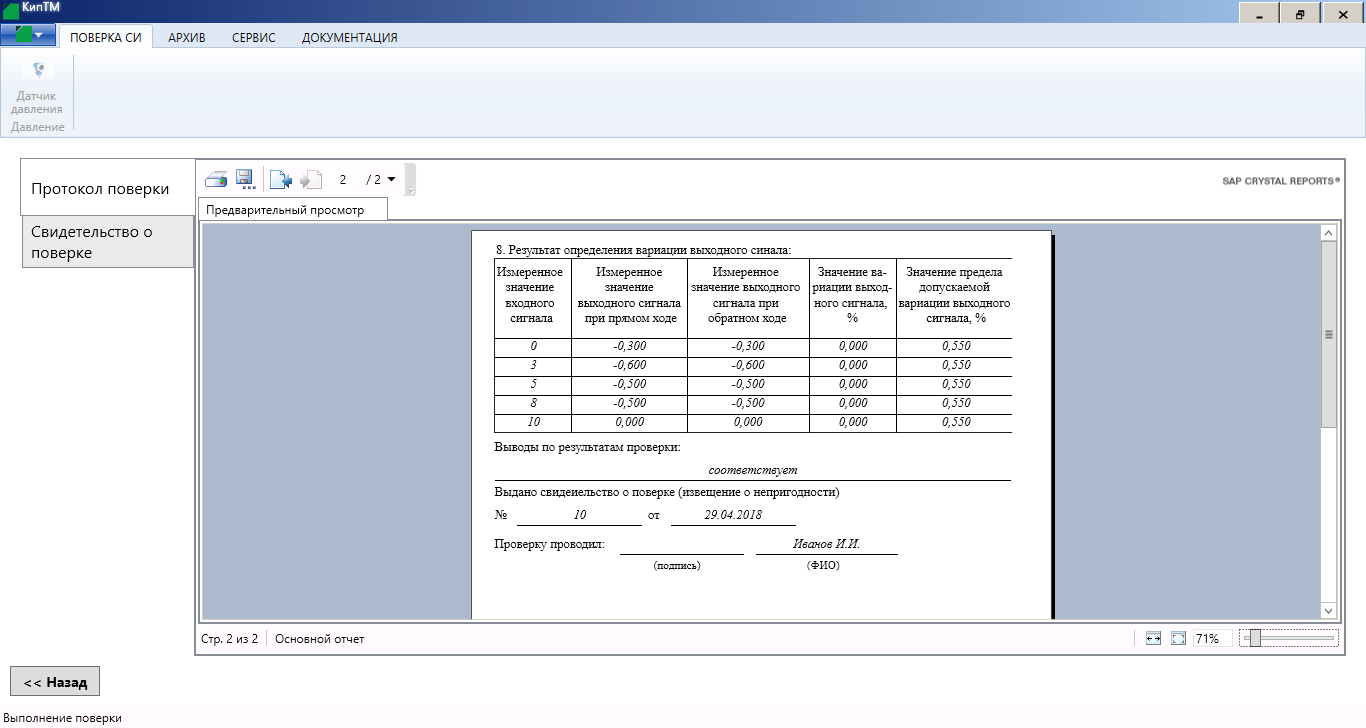 КипТМ
ПОВЕРКА СИ АРХИВ СЕРВИС ДОКУМЕНТАЦИЯ
Датчик
давления
Давление
Протокол поверки
Свидетельство о
поверке
2 / 2
SAP CRYSTAL REPORTS®
Предварительный просмотр
8. Результат определения вариации выходного синала:
Измеренное
значение
входного
сигнала
Измеренное
значение
выходного сигнала
при прямом ходе
Измеренное
значение выходного
сигнала при
обратном ходе
Значение ва-
риации выход-
ного сигнала,
%
Значение предела
допускаемой
вариации выходного
сигнала, %
0 -0,300 -0,300 0,000 0,550
3 -0,600 -0,600 0,000 0,550
5 -0,500 -0,500 0,000 0,550
8 -0,500 -0,500 0,000 0,550
10 0,000 0,000 0,000 0,550
Выводы по результатам проверки:
соответствует
Выдано свидеиельство о поверке (извещение о непригодности)
№ 10 от 29.04.2018
Проверку проводил: Иванов И.И.
(подпись) (ФИО)
Стр. 2 из 2 Основной отчет 71%
<< Назад
Выполнение поверки